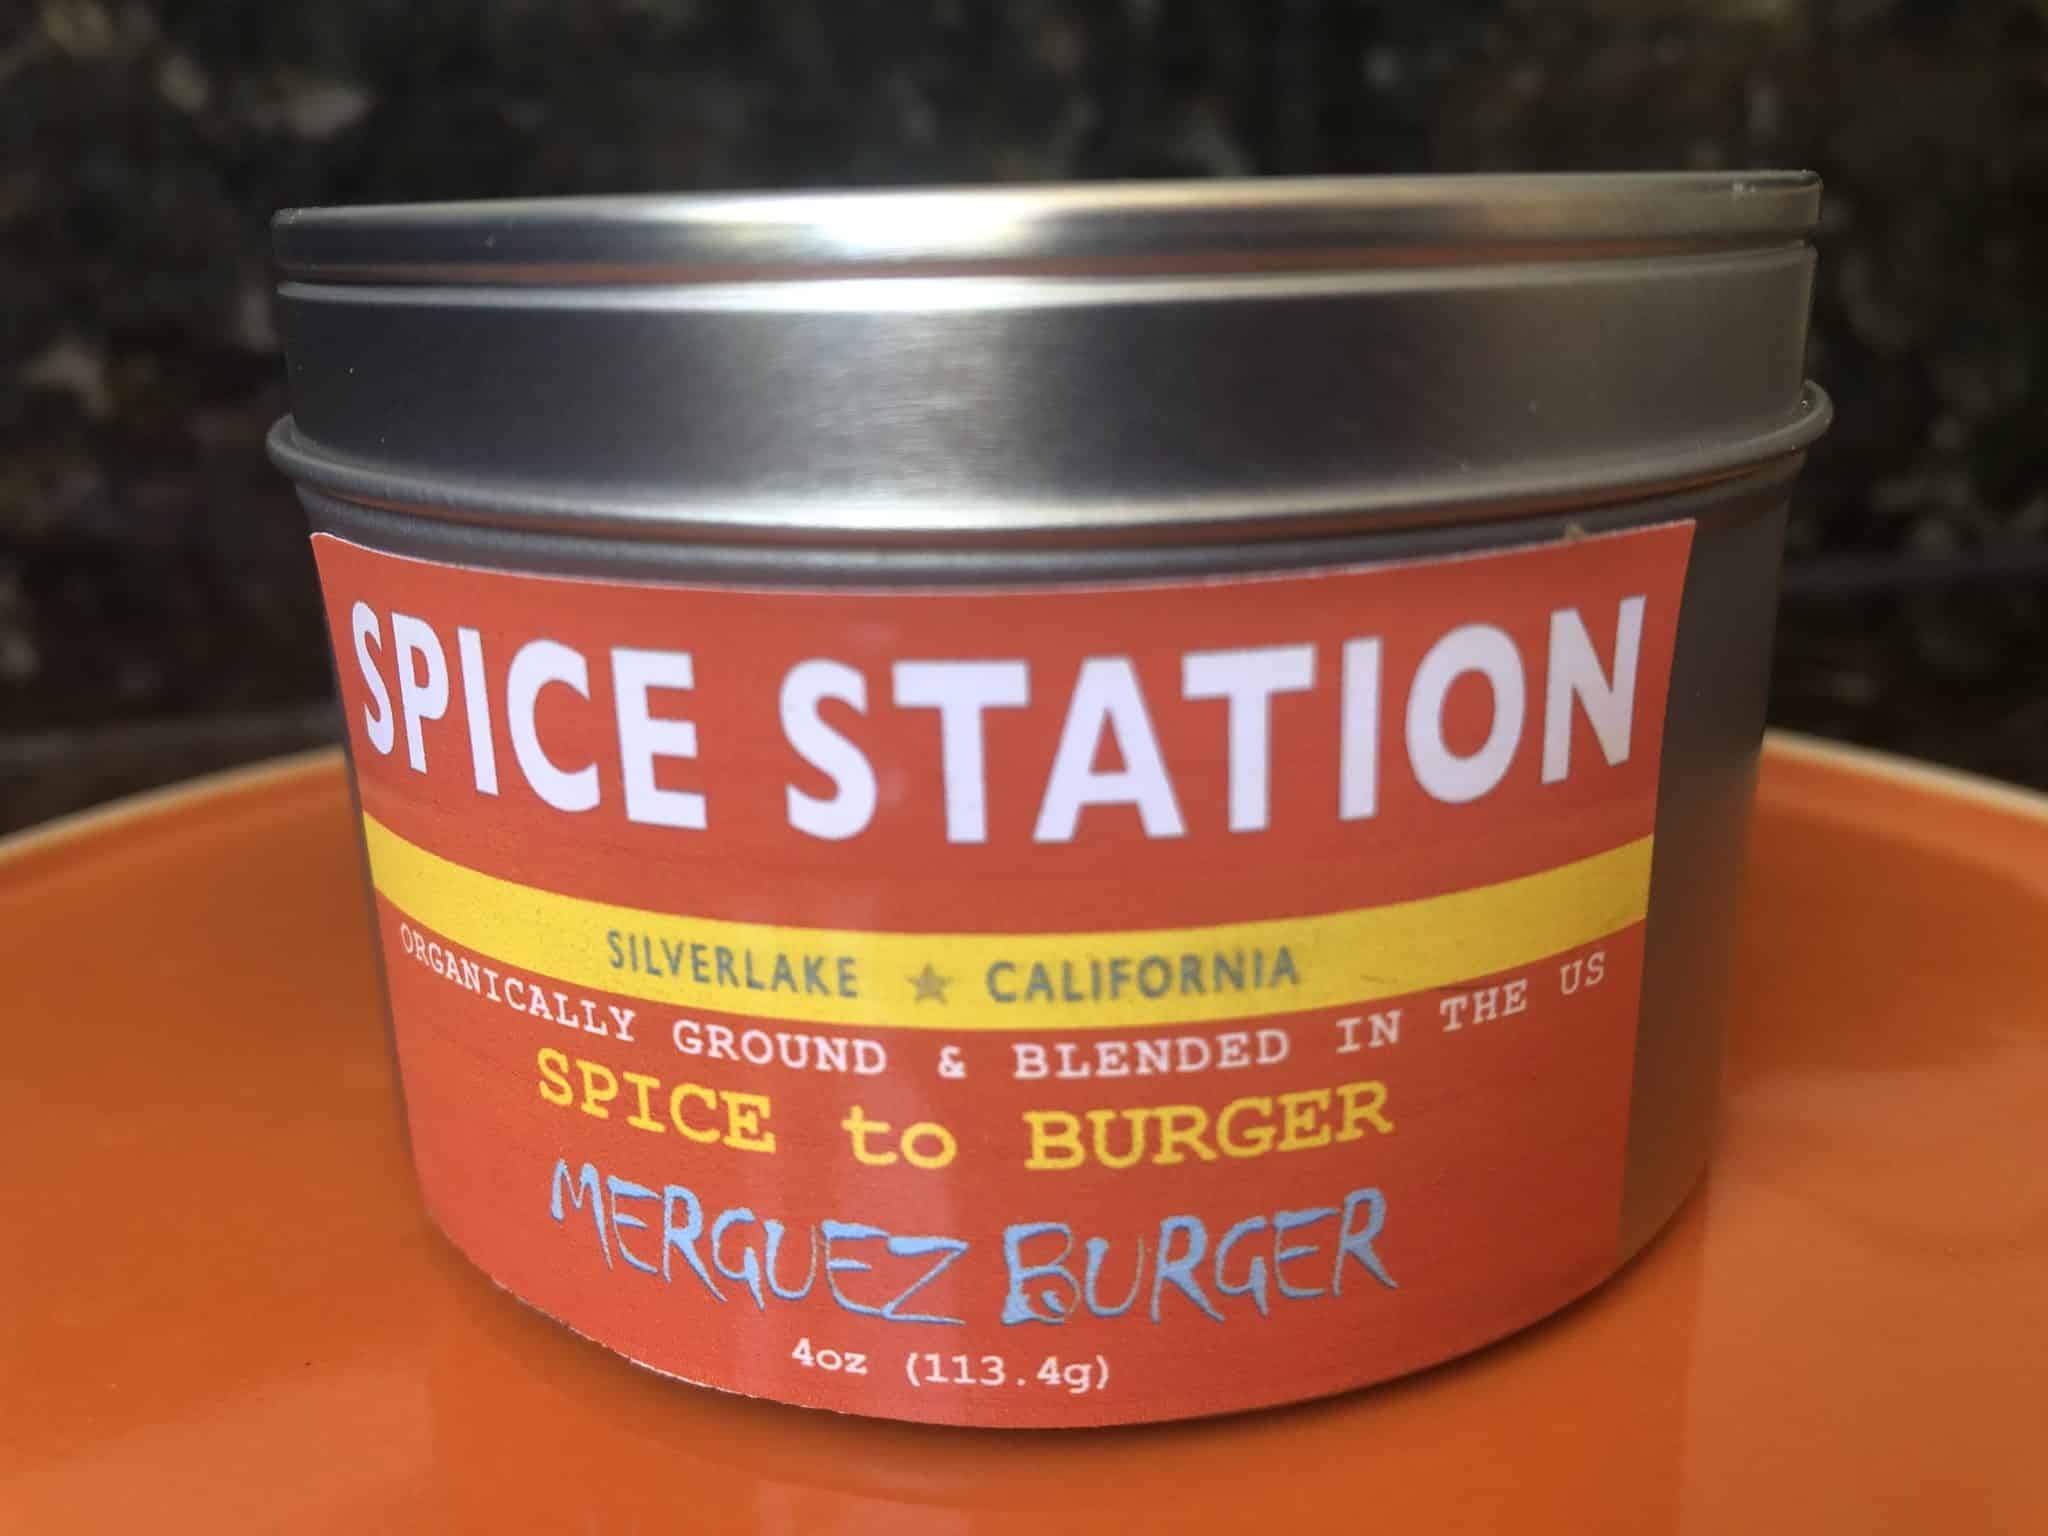 SPICE STATION
SILVERLAKE ★ CALIFORNIA
ORGANICALLY GROUND & BLENDED IN THE US
SPICE to BURGER
MERGUEZ BURGER
4oz (113.4g)